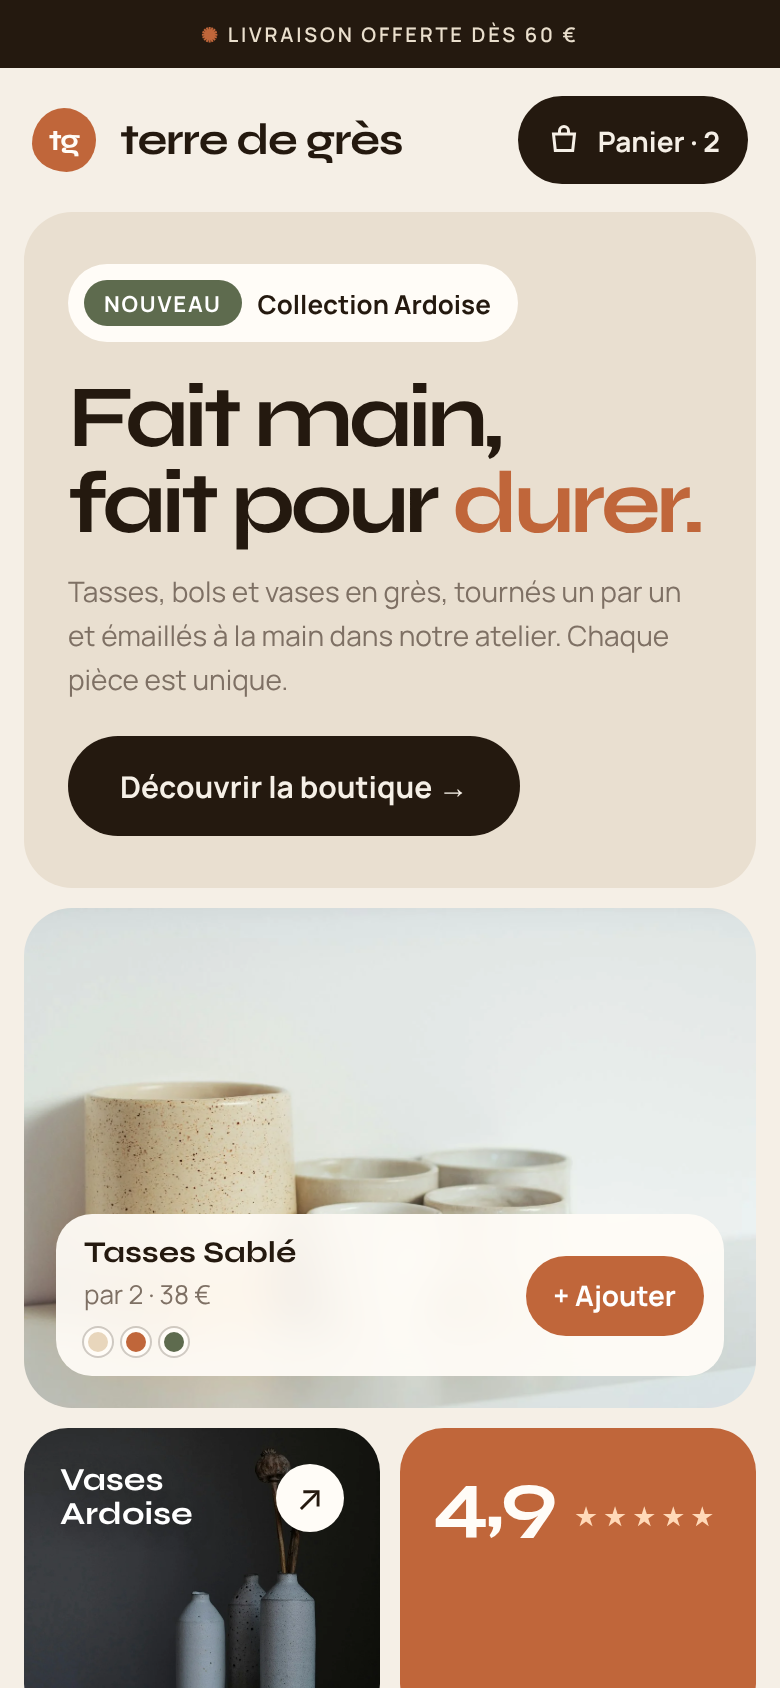 LIVRAISON OFFERTE DÈS 60 €
tg
terre de grès
Panier · 2
NOUVEAU
Collection Ardoise
Fait main,
fait pour durer.
Tasses, bols et vases en grès, tournés un par un
et émaillés à la main dans notre atelier. Chaque
pièce est unique.
Découvrir la boutique →
Tasses Sablé
par 2 · 38 €
+ Ajouter
Vases
Ardoise
4,9 ★★★★★